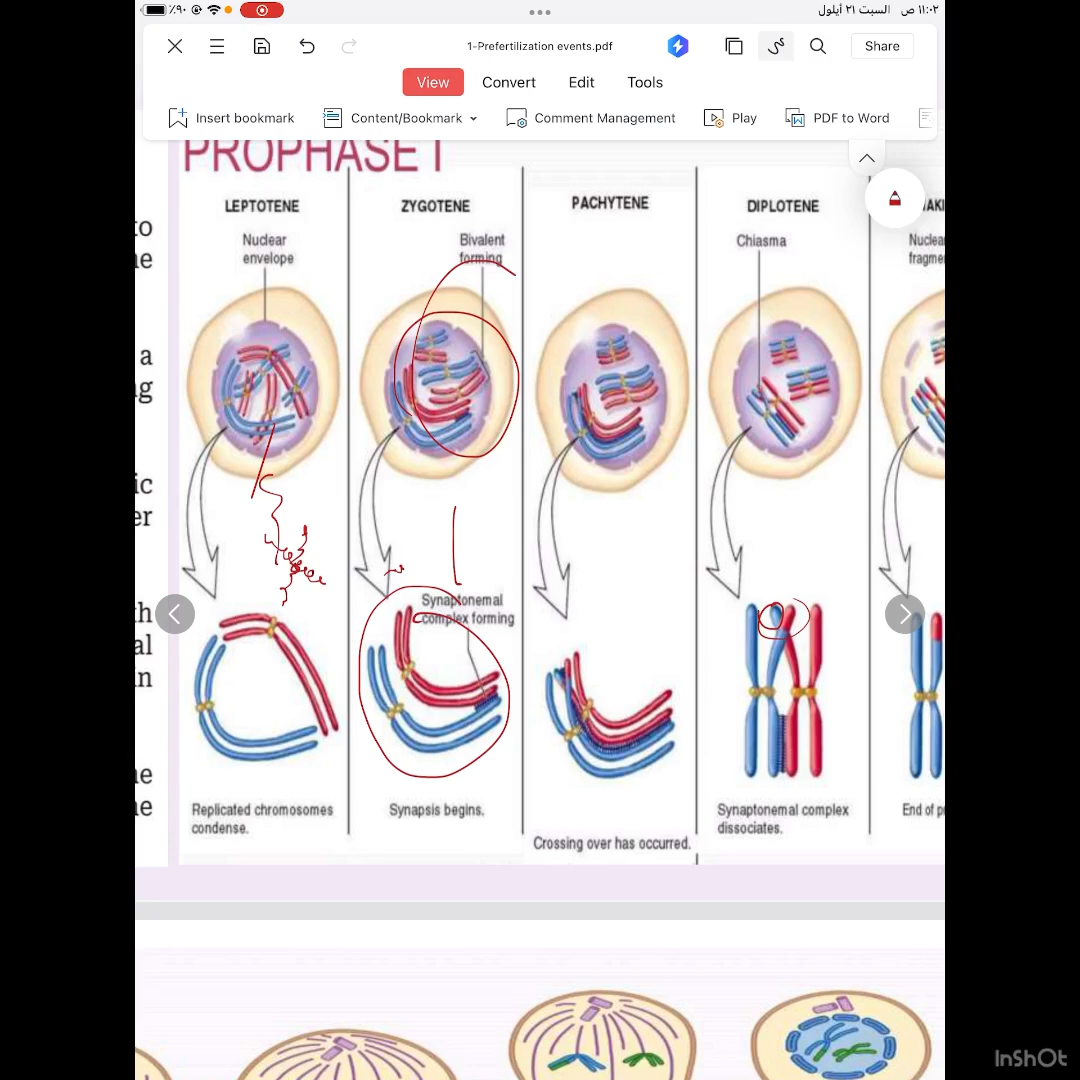 ٪٩٠
السبت ٢١ أيلول ١١:٠٢ ص
1-Prefertilization events.pdf
Share
View Convert Edit Tools
Insert bookmark Content/Bookmark Comment Management Play PDF to Word
PROPHASE I
LEPTOTENE ZYGOTENE PACHYTENE DIPLOTENE
Nuclear
envelope
Bivalent
forming
Chiasma
Synaptonemal
complex forming
Replicated chromosomes
condense.
Synapsis begins.
Crossing over has occurred.
Synaptonemal complex
dissociates.
End of
InShOt